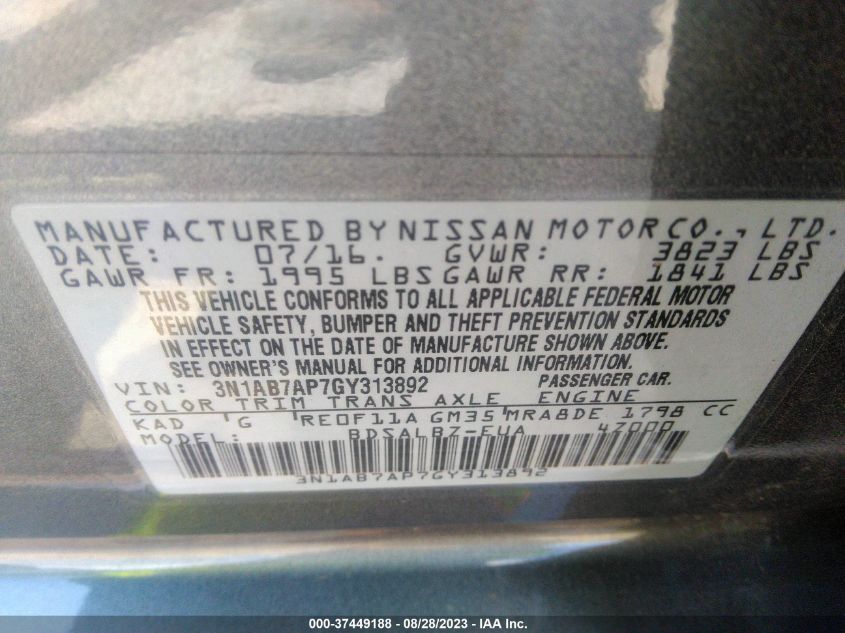 MANUFACTURED BY NISSAN MOTOR CO., LTD.
DATE: 07/16. GVWR: 3823 LBS
GAWR FR: 1995 LBS GAWR RR: 1841 LBS
THIS VEHICLE CONFORMS TO ALL APPLICABLE FEDERAL MOTOR
VEHICLE SAFETY, BUMPER AND THEFT PREVENTION STANDARDS
IN EFFECT ON THE DATE OF MANUFACTURE SHOWN ABOVE.
SEE OWNER'S MANUAL FOR ADDITIONAL INFORMATION.
VIN: 3N1AB7AP7GY313892 PASSENGER CAR.
COLOR TRIM TRANS AXLE ENGINE
KAD G RE0F11A GM35 MRA8DE 1798 CC
MODEL: BDSALB7-EUA 47000
3N1AB7AP7GY313892
000-37449188 - 08/28/2023 - IAA Inc.